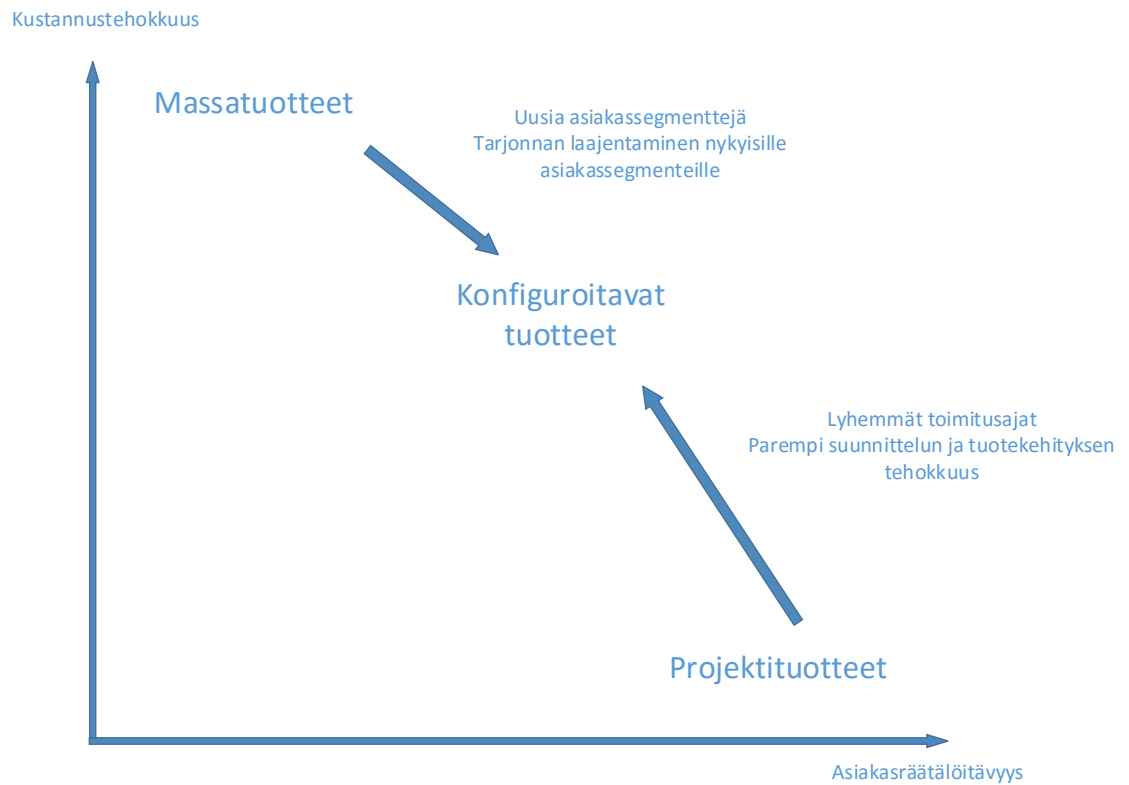 Kustannustehokkuus
Massatuotteet
Uusia asiakassegmenttejä
Tarjonnan laajentaminen nykyisille
asiakassegmenteille
Konfiguroitavat
tuotteet
Lyhemmät toimitusajat
Parempi suunnittelun ja tuotekehityksen
tehokkuus
Projektituotteet
Asiakasräätälöitävyys